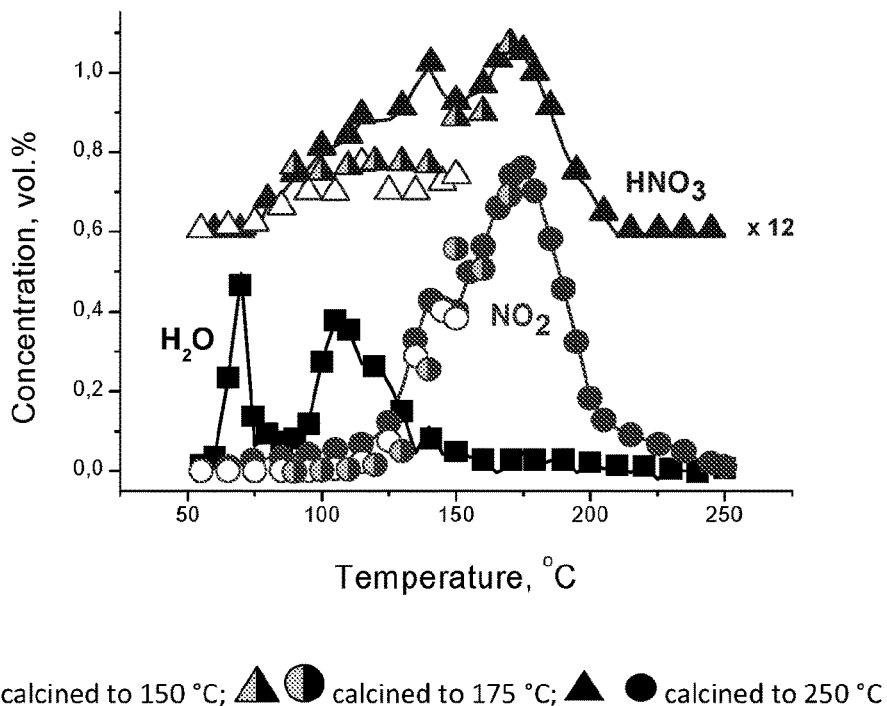 1,0
0,8
0,6
0,4
0,2
0,0
Concentration, vol.%
HNO₃
x 12
H₂O
NO₂
50 100 150 200 250
Temperature, °C
calcined to 150 °C; calcined to 175 °C; calcined to 250 °C